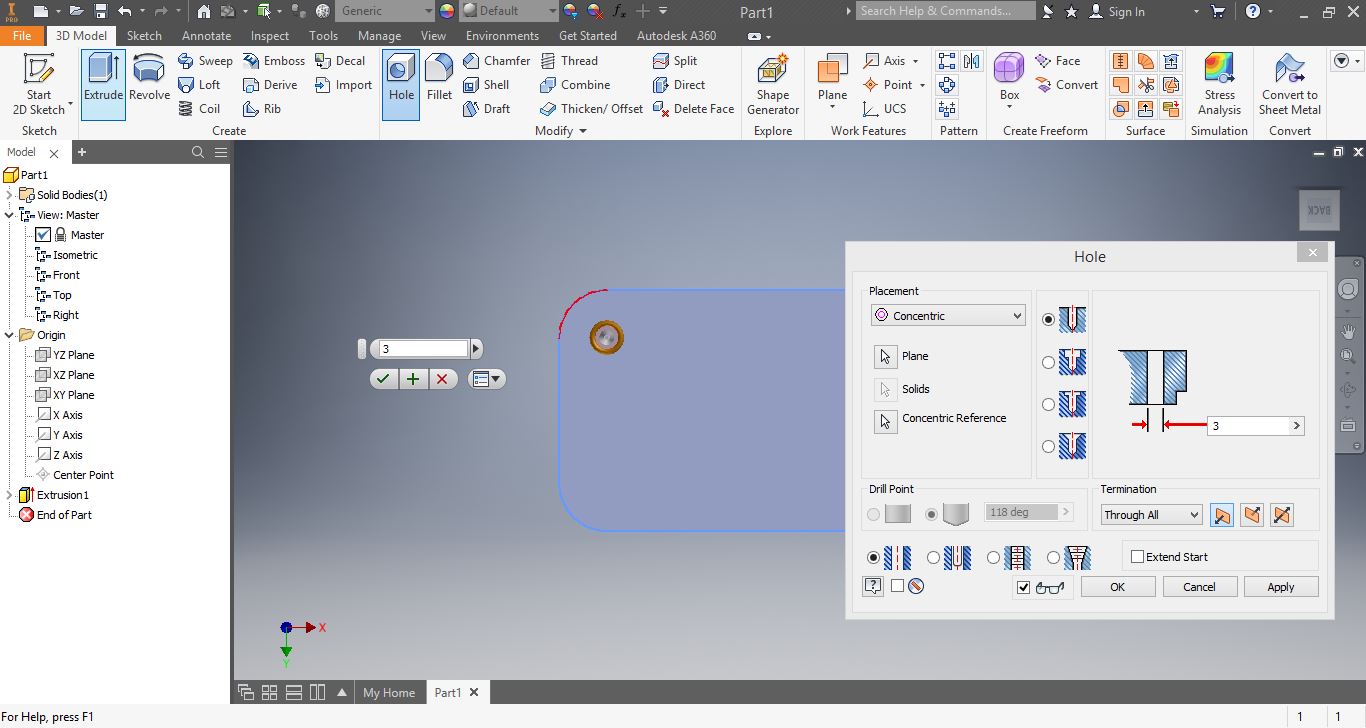 PRO
Generic
Default
fx
Part1
Search Help & Commands...
Sign In
File
3D Model
Sketch
Annotate
Inspect
Tools
Manage
View
Environments
Get Started
Autodesk A360
Start
2D Sketch
Sketch
Extrude
Revolve
Sweep
Loft
Coil
Emboss
Derive
Rib
Decal
Import
Create
Hole
Fillet
Chamfer
Shell
Draft
Thread
Combine
Thicken/ Offset
Split
Direct
Delete Face
Modify
Shape
Generator
Explore
Plane
Axis
Point
UCS
Work Features
Pattern
Box
Face
Convert
Create Freeform
Surface
Stress
Analysis
Simulation
Convert to
Sheet Metal
Convert
Model
Part1
Solid Bodies(1)
View: Master
Master
Isometric
Front
Top
Right
Origin
YZ Plane
XZ Plane
XY Plane
X Axis
Y Axis
Z Axis
Center Point
Extrusion1
End of Part
3
BACK
X
Y
Hole
Placement
Concentric
Plane
Solids
Concentric Reference
3
Drill Point
118 deg
Termination
Through All
Extend Start
OK
Cancel
Apply
My Home
Part1
For Help, press F1
1
1